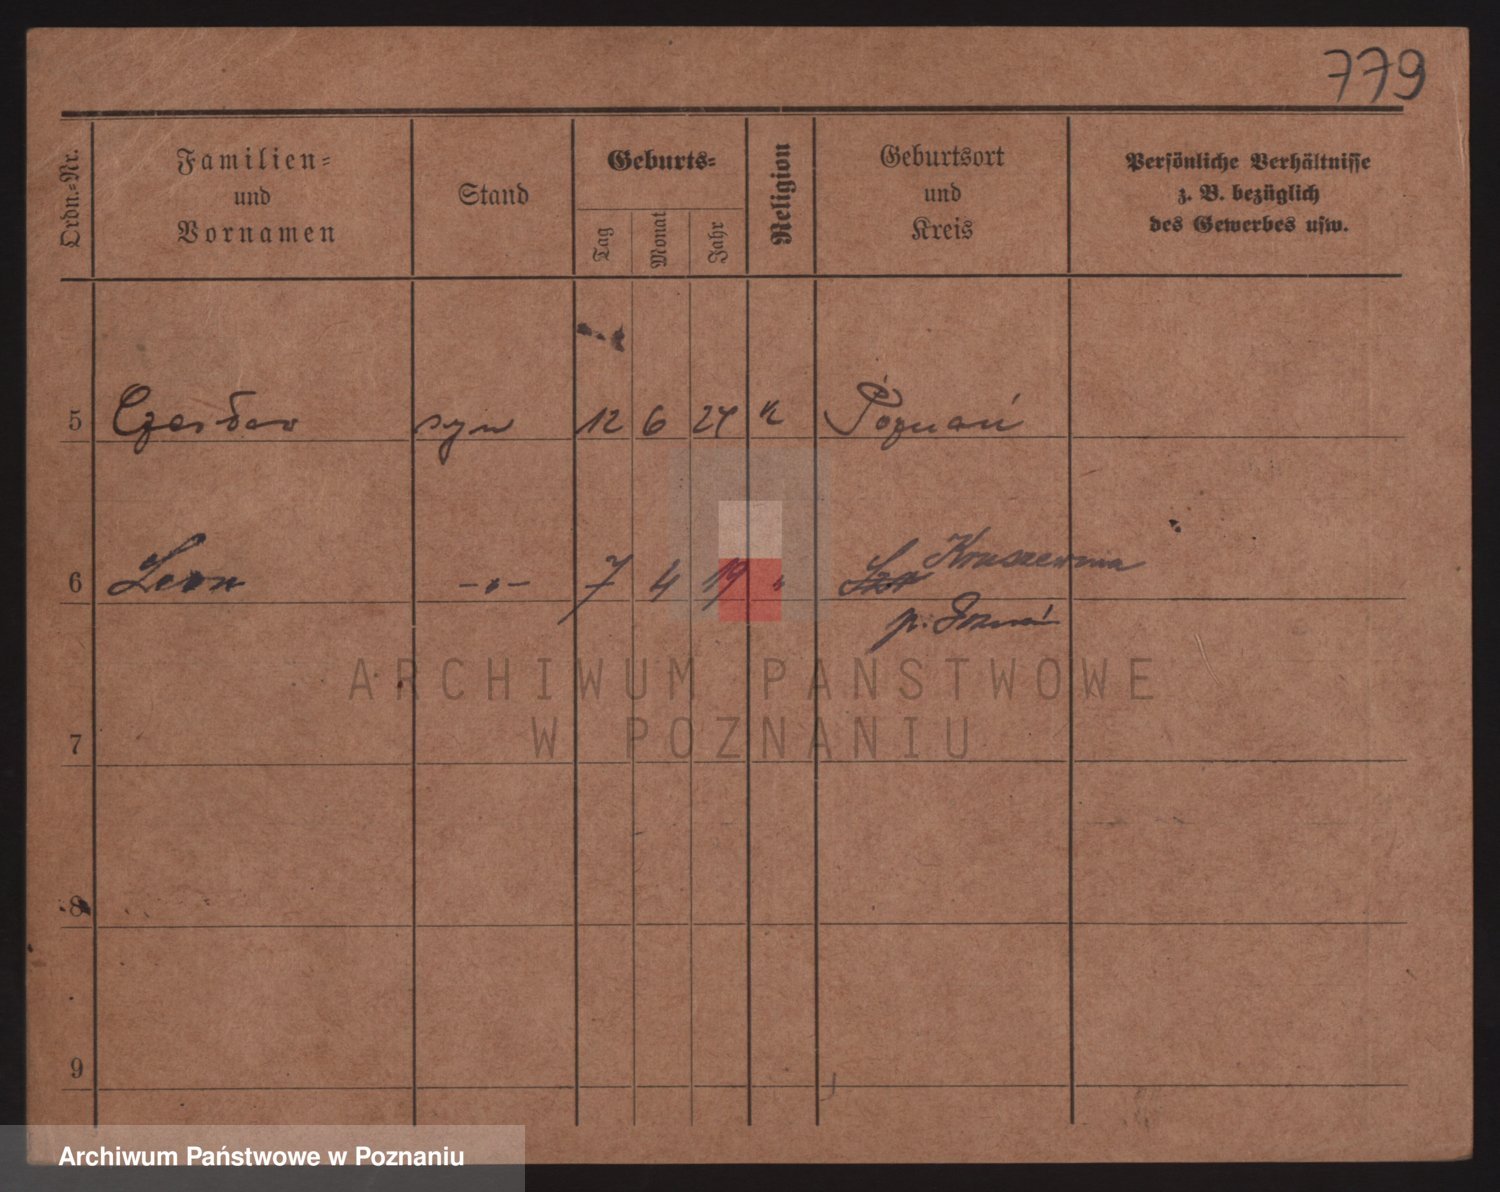 779
Ordn.=Nr.
Familien=
und
Vornamen
Stand
Geburts=
Tag Monat Jahr
Religion
Geburtsort
und
Kreis
Persönliche Verhältnisse
z. B. bezüglich
des Gewerbes usw.
5 Czesław syn 12 6 24 K Poznań
6 Leon -"- 7 4 19 " Kruszewnia
p. Poznań
ARCHIWUM PAŃSTWOWE
W POZNANIU
7
8
9
Archiwum Państwowe w Poznaniu